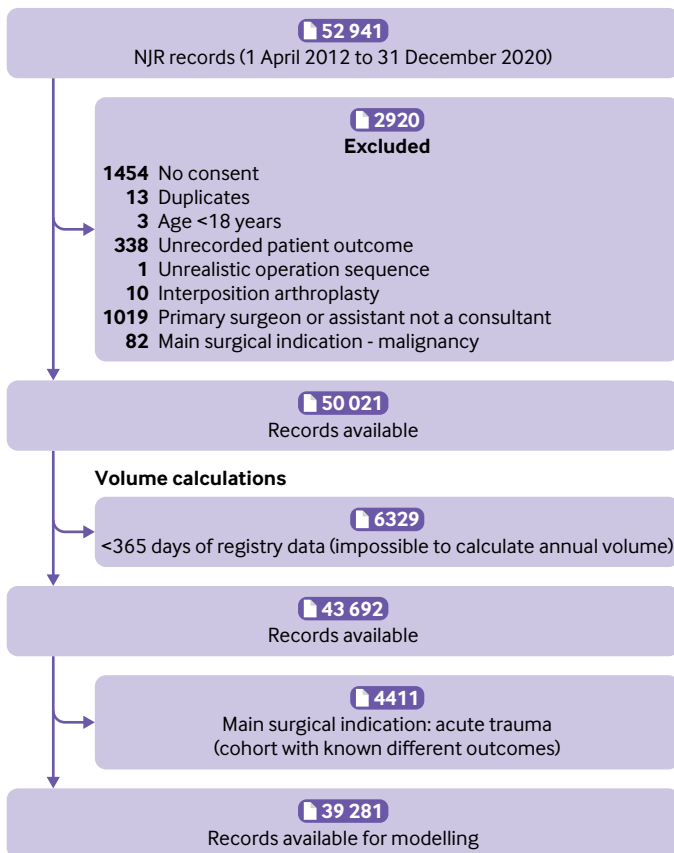 52 941
NJR records (1 April 2012 to 31 December 2020)
2920
Excluded
1454 No consent
13 Duplicates
3 Age <18 years
338 Unrecorded patient outcome
1 Unrealistic operation sequence
10 Interposition arthroplasty
1019 Primary surgeon or assistant not a consultant
82 Main surgical indication - malignancy
50 021
Records available
Volume calculations
6329
<365 days of registry data (impossible to calculate annual volume)
43 692
Records available
4411
Main surgical indication: acute trauma
(cohort with known different outcomes)
39 281
Records available for modelling